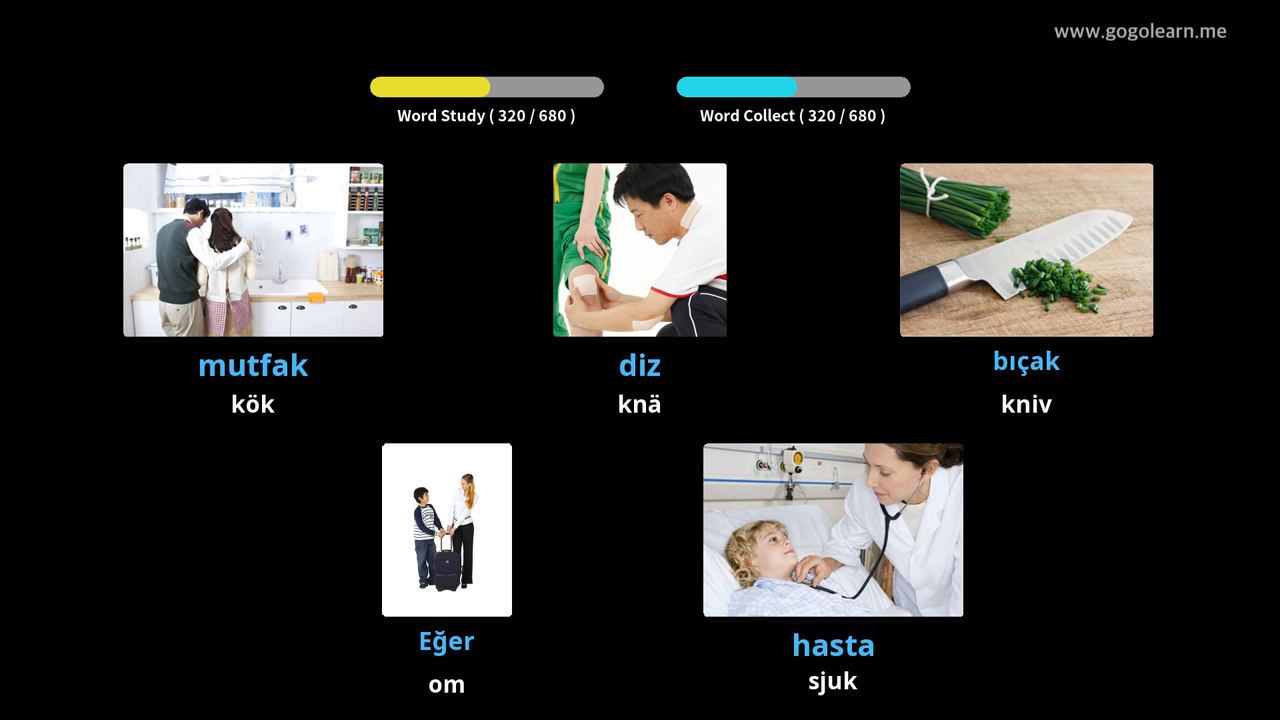 www.gogolearn.me
Word Study ( 320 / 680 )
Word Collect ( 320 / 680 )
mutfak
kök
diz
knä
bıçak
kniv
Eğer
om
hasta
sjuk